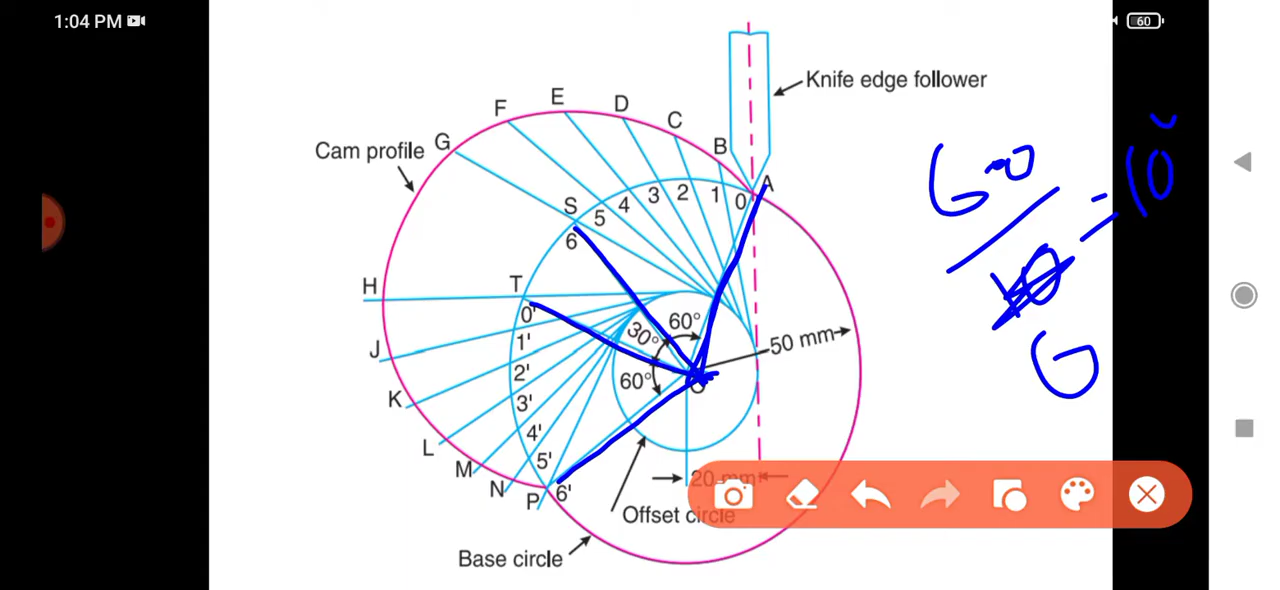 1:04 PM
60
Knife edge follower
Cam profile
G F E D C B A
S 5 4 3 2 1 0
6
H T
0'
J 1'
K 2'
L 3'
M 4'
N 5'
P 6'
60°
30°
60°
O
50 mm
20 mm
Offset circle
Base circle
60 / 6 = 10